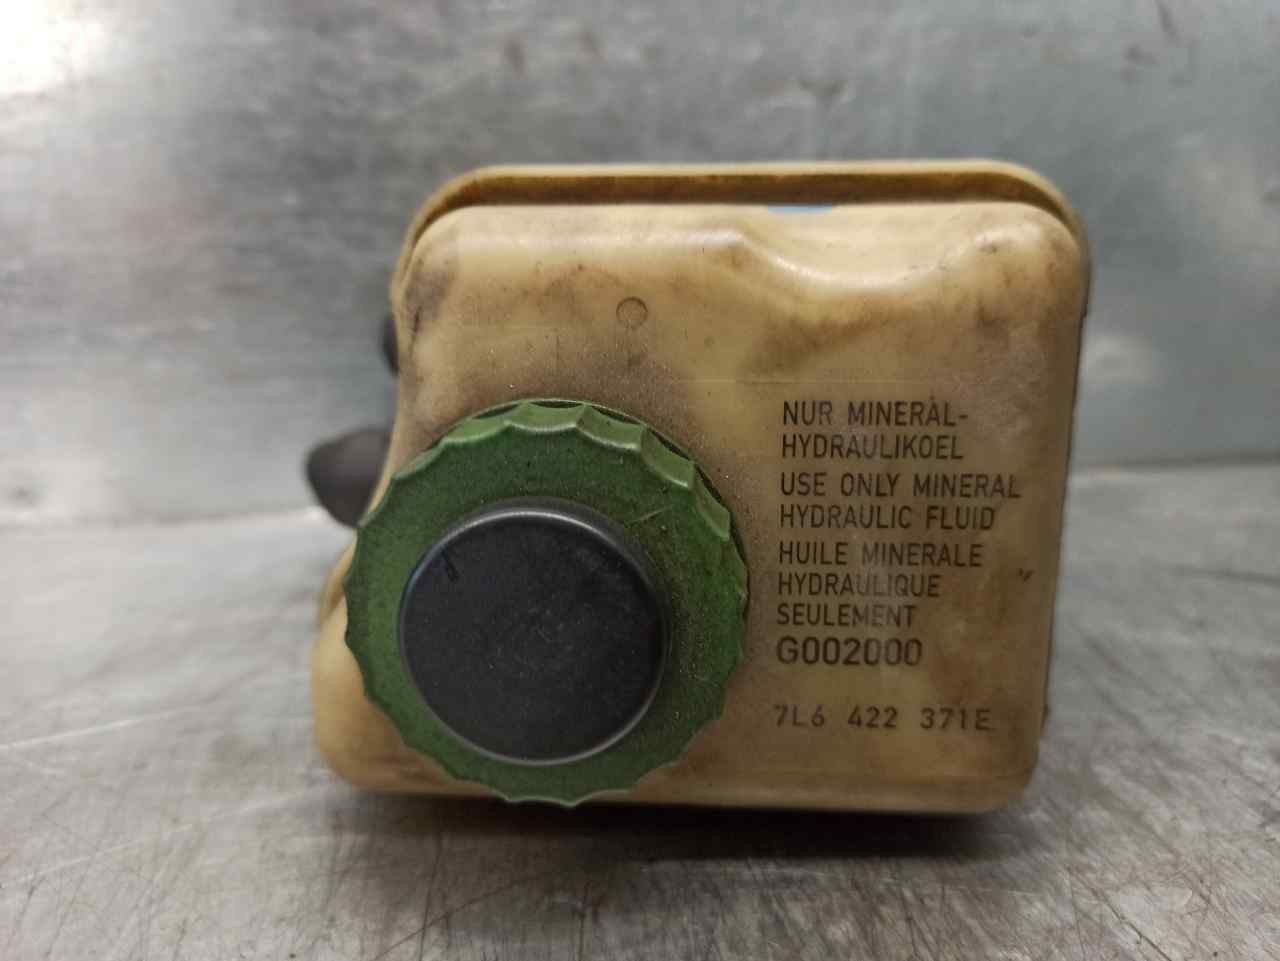 NUR MINERAL-
HYDRAULIKOEL
USE ONLY MINERAL
HYDRAULIC FLUID
HUILE MINERALE
HYDRAULIQUE
SEULEMENT
G002000
7L6 422 371E